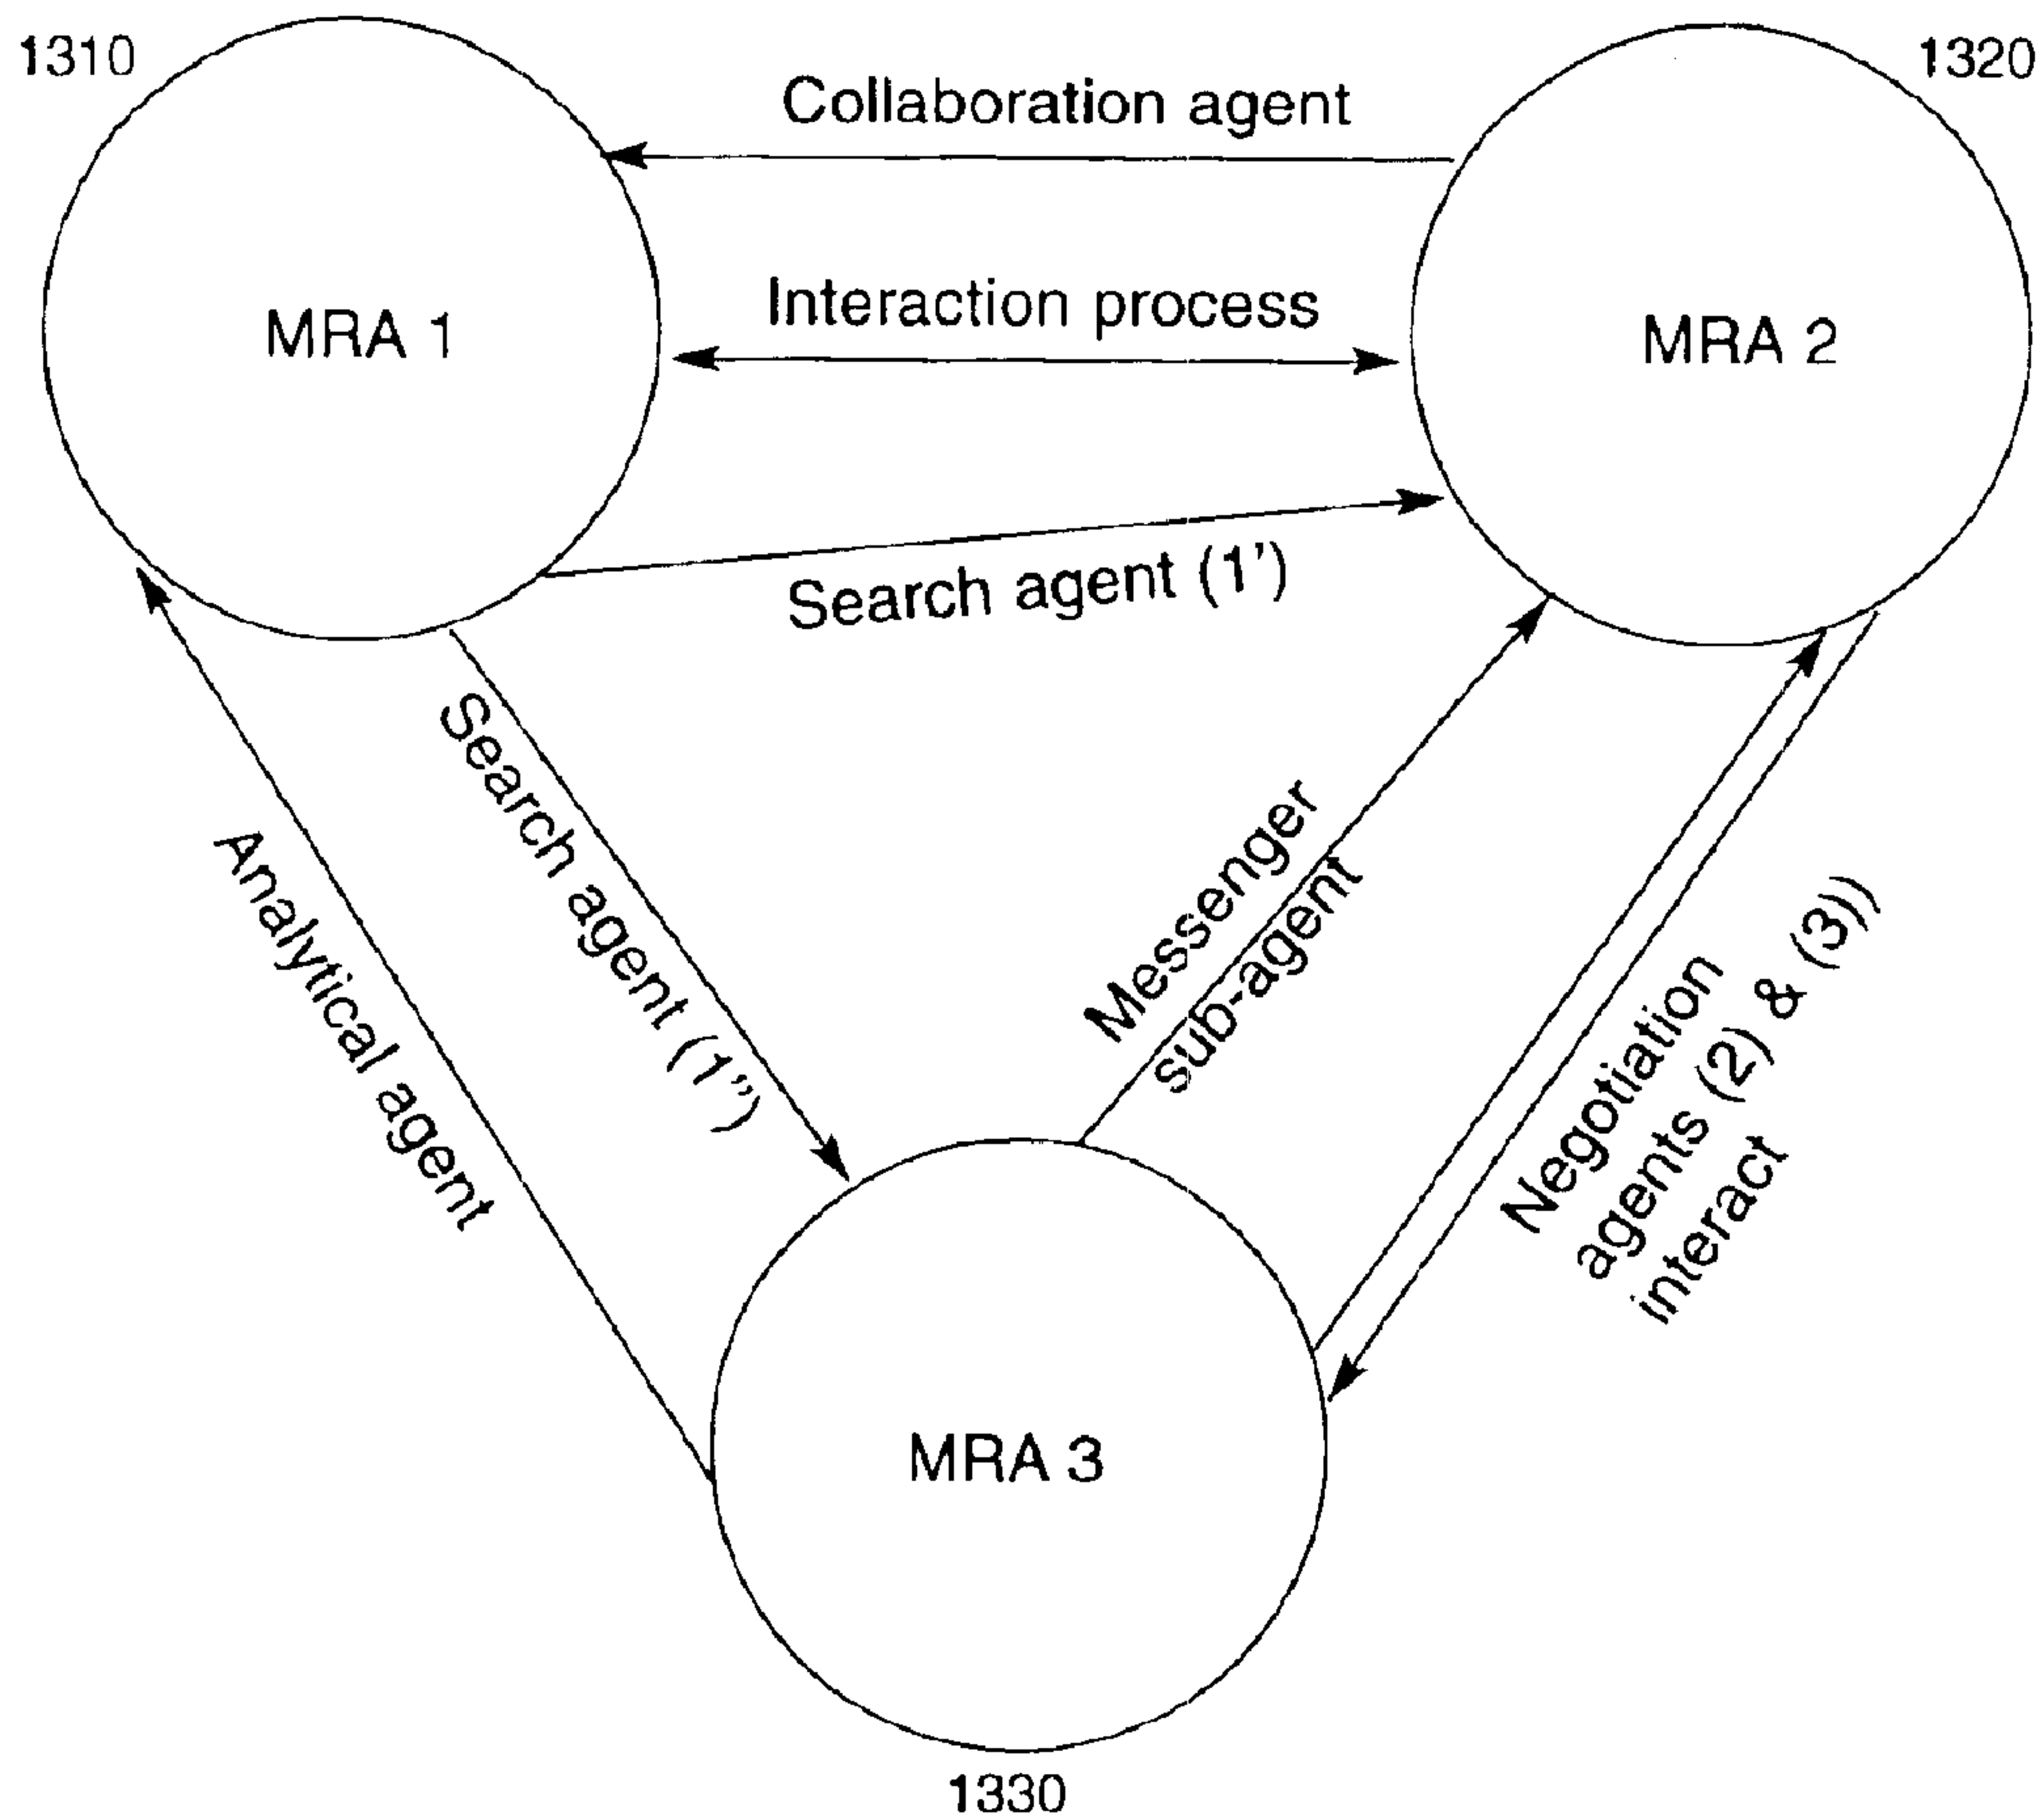 1310
1320
Collaboration agent
Interaction process
MRA 1
MRA 2
Search agent (1')
Search agent (1")
Analytical agent
Messenger
sub-agent
Negotiation
agents (2) & (3))
interact
MRA 3
1330